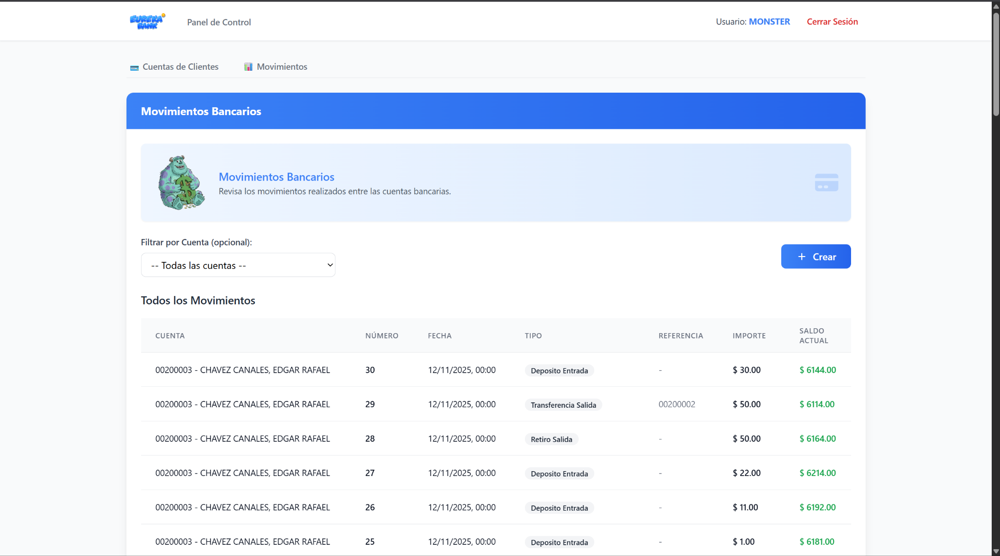 EUREKA
BANK
Panel de Control
Usuario: MONSTER
Cerrar Sesión
Cuentas de Clientes
Movimientos
Movimientos Bancarios
Movimientos Bancarios
Revisa los movimientos realizados entre las cuentas bancarias.
Filtrar por Cuenta (opcional):
-- Todas las cuentas --
+ Crear
Todos los Movimientos
CUENTA NÚMERO FECHA TIPO REFERENCIA IMPORTE SALDO ACTUAL
00200003 - CHAVEZ CANALES, EDGAR RAFAEL 30 12/11/2025, 00:00 Deposito Entrada - $ 30.00 $ 6144.00
00200003 - CHAVEZ CANALES, EDGAR RAFAEL 29 12/11/2025, 00:00 Transferencia Salida 00200002 $ 50.00 $ 6114.00
00200003 - CHAVEZ CANALES, EDGAR RAFAEL 28 12/11/2025, 00:00 Retiro Salida - $ 50.00 $ 6164.00
00200003 - CHAVEZ CANALES, EDGAR RAFAEL 27 12/11/2025, 00:00 Deposito Entrada - $ 22.00 $ 6214.00
00200003 - CHAVEZ CANALES, EDGAR RAFAEL 26 12/11/2025, 00:00 Deposito Entrada - $ 11.00 $ 6192.00
00200003 - CHAVEZ CANALES, EDGAR RAFAEL 25 12/11/2025, 00:00 Deposito Entrada - $ 1.00 $ 6181.00